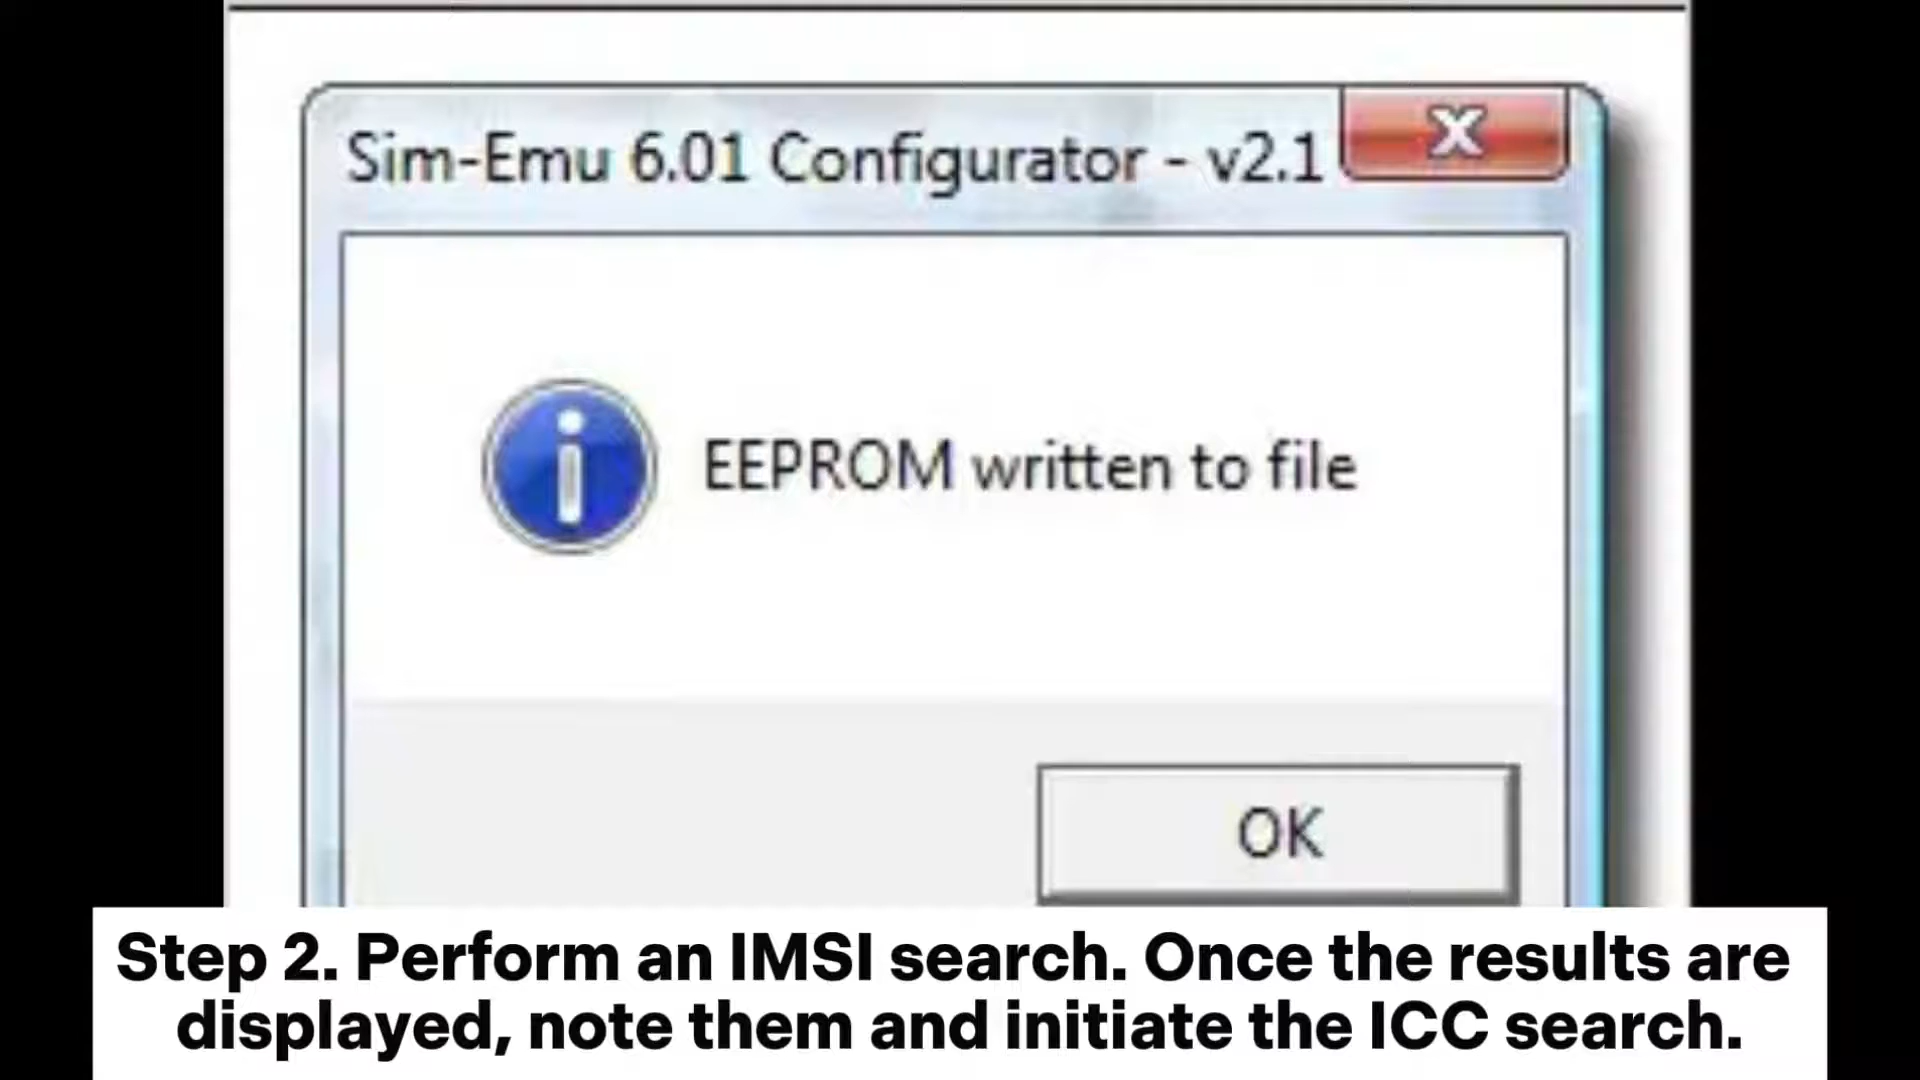 Sim-Emu 6.01 Configurator - v2.1
X
EEPROM written to file
OK
Step 2. Perform an IMSI search. Once the results are
displayed, note them and initiate the ICC search.